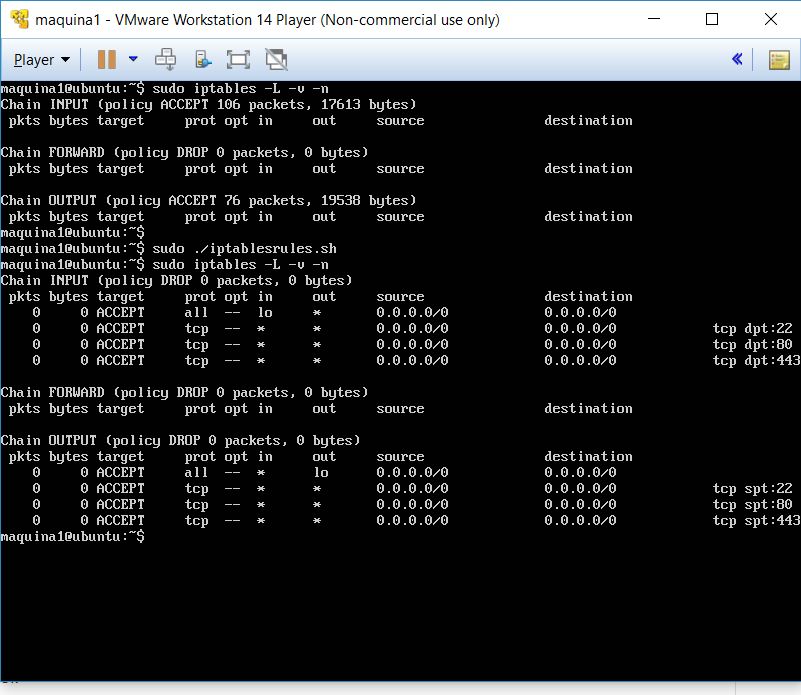 maquina1 - VMware Workstation 14 Player (Non-commercial use only)
Player
maquina1@ubuntu:~$ sudo iptables -L -v -n
Chain INPUT (policy ACCEPT 106 packets, 17613 bytes)
 pkts bytes target     prot opt in     out     source               destination
Chain FORWARD (policy DROP 0 packets, 0 bytes)
 pkts bytes target     prot opt in     out     source               destination
Chain OUTPUT (policy ACCEPT 76 packets, 19538 bytes)
 pkts bytes target     prot opt in     out     source               destination
maquina1@ubuntu:~$
maquina1@ubuntu:~$ sudo ./iptablesrules.sh
maquina1@ubuntu:~$ sudo iptables -L -v -n
Chain INPUT (policy DROP 0 packets, 0 bytes)
 pkts bytes target     prot opt in     out     source               destination
    0     0 ACCEPT     all  --  lo     *       0.0.0.0/0            0.0.0.0/0
    0     0 ACCEPT     tcp  --  *      *       0.0.0.0/0            0.0.0.0/0            tcp dpt:22
    0     0 ACCEPT     tcp  --  *      *       0.0.0.0/0            0.0.0.0/0            tcp dpt:80
    0     0 ACCEPT     tcp  --  *      *       0.0.0.0/0            0.0.0.0/0            tcp dpt:443
Chain FORWARD (policy DROP 0 packets, 0 bytes)
 pkts bytes target     prot opt in     out     source               destination
Chain OUTPUT (policy DROP 0 packets, 0 bytes)
 pkts bytes target     prot opt in     out     source               destination
    0     0 ACCEPT     all  --  *      lo      0.0.0.0/0            0.0.0.0/0
    0     0 ACCEPT     tcp  --  *      *       0.0.0.0/0            0.0.0.0/0            tcp spt:22
    0     0 ACCEPT     tcp  --  *      *       0.0.0.0/0            0.0.0.0/0            tcp spt:80
    0     0 ACCEPT     tcp  --  *      *       0.0.0.0/0            0.0.0.0/0            tcp spt:443
maquina1@ubuntu:~$